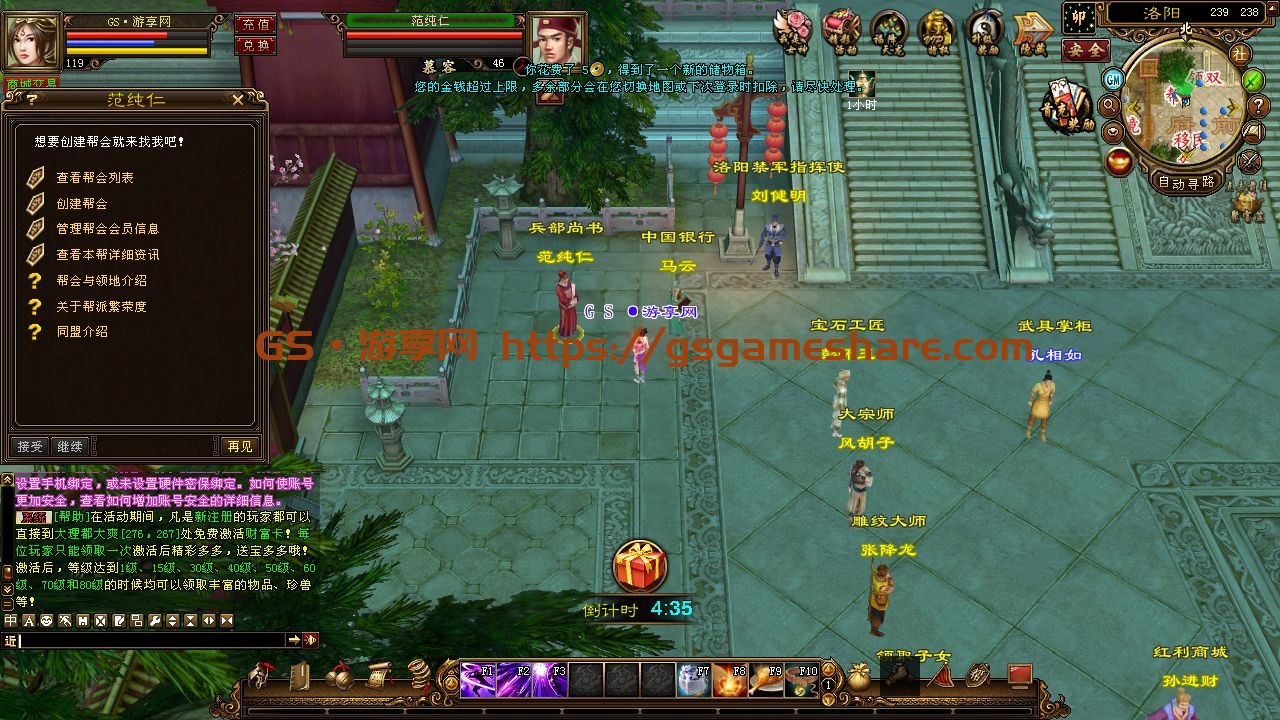 GS·游享网
119
充值
兑换
范纯仁
慕容
46
你花费了 5 ,得到了一个新的储物箱。
您的金钱超过上限,多余部分会在您切换地图或下次登录时扣除,请尽快处理。
1小时
洛阳
239 238
北
安全
卯
社
GM
自动寻路
商城交易
范纯仁
想要创建帮会就来找我吧!
查看帮会列表
创建帮会
管理帮会会员信息
查看本帮详细资讯
帮会与领地介绍
关于帮派繁荣度
同盟介绍
接受
继续
再见
洛阳禁军指挥使
刘健明
兵部尚书
范纯仁
中国银行
马云
GS ●游享网
GS·游享网 https://gsgameshare.com
宝石工匠
武具掌柜
孔相如
大宗师
风胡子
雕纹大师
张降龙
领取子女
红利商城
孙进财
设置手机绑定,或未设置硬件密保绑定。如何使账号
更加安全,查看如何增加账号安全的详细信息。
[帮助]在活动期间,凡是新注册的玩家都可以
直接到大理都大爽[276,267]处免费激活财富卡!每
位玩家只能领取一次激活后精彩多多,送宝多多哦!
激活后,等级达到1级、15级、30级、40级、50级、60
级、70级和80级的时候均可以领取丰富的物品、珍兽
等!
近
倒计时 4:35
F1
F2
F3
F7
F8
F9
F10
1